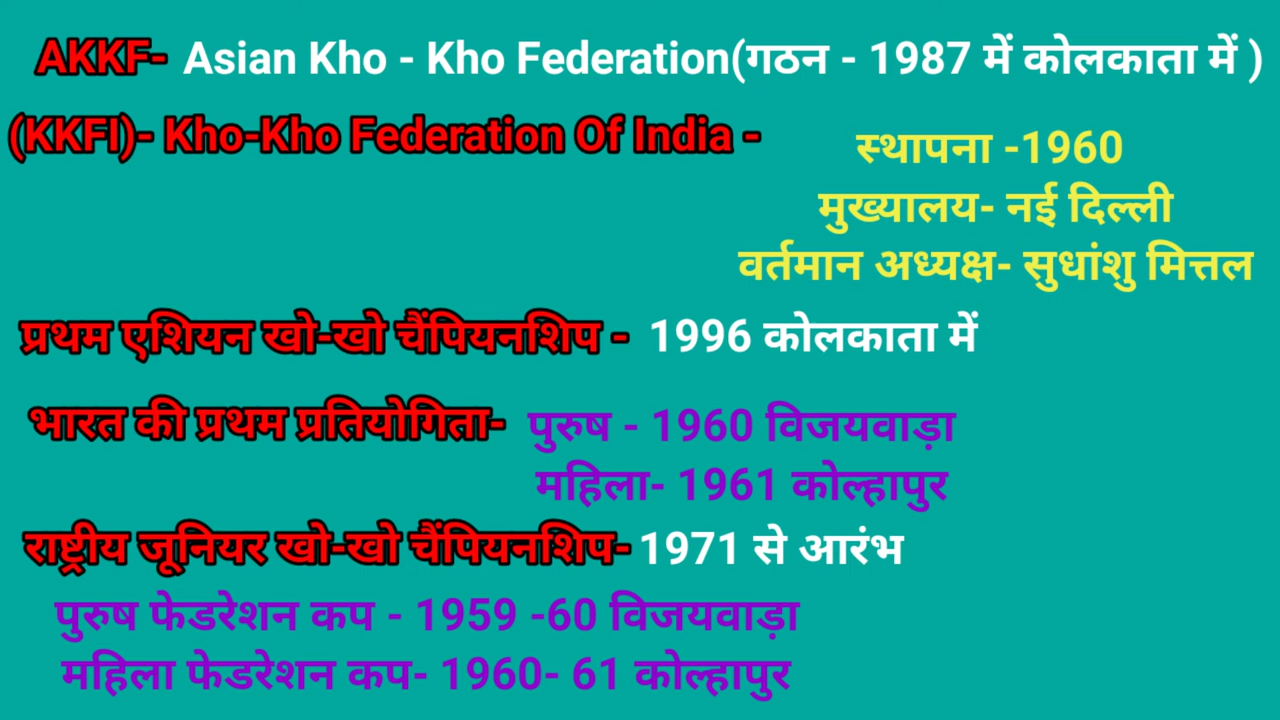 AKKF- Asian Kho - Kho Federation(गठन - 1987 में कोलकाता में )
(KKFI)- Kho-Kho Federation Of India -
स्थापना -1960
मुख्यालय- नई दिल्ली
वर्तमान अध्यक्ष- सुधांशु मित्तल
प्रथम एशियन खो-खो चैंपियनशिप - 1996 कोलकाता में
भारत की प्रथम प्रतियोगिता- पुरुष - 1960 विजयवाड़ा
महिला- 1961 कोल्हापुर
राष्ट्रीय जूनियर खो-खो चैंपियनशिप- 1971 से आरंभ
पुरुष फेडरेशन कप - 1959 -60 विजयवाड़ा
महिला फेडरेशन कप- 1960- 61 कोल्हापुर